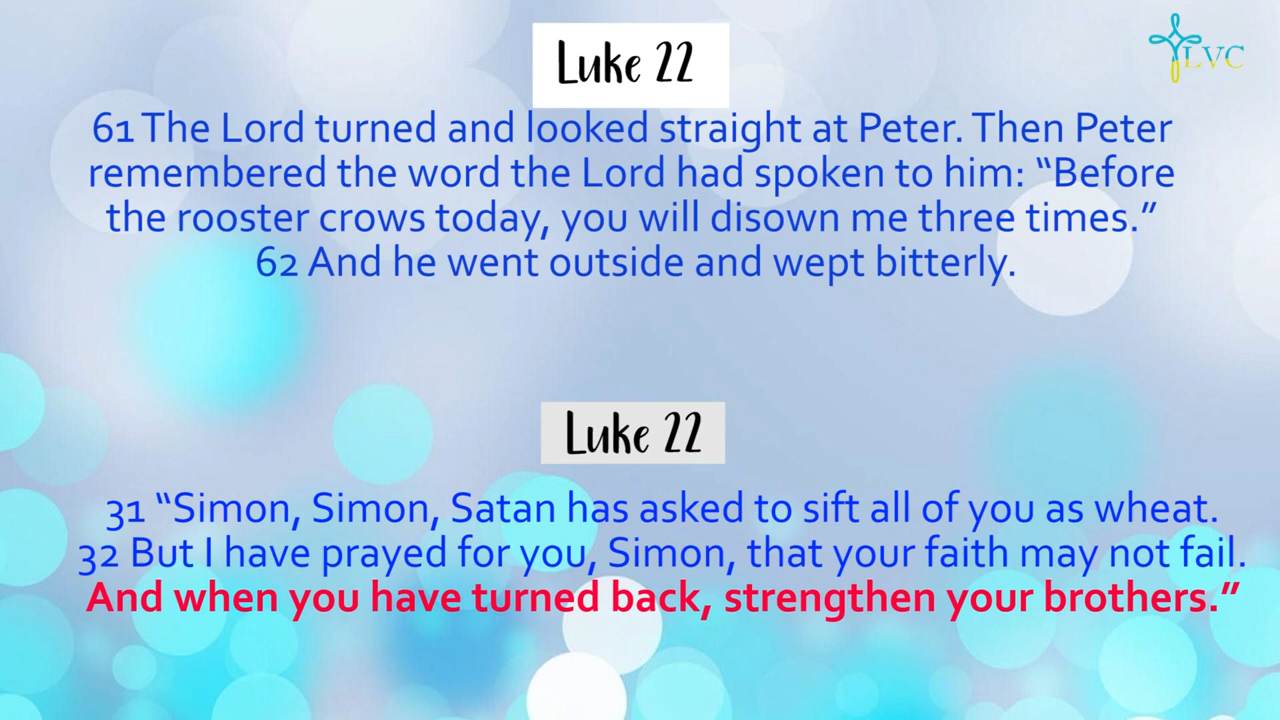 Luke 22
LVC
61 The Lord turned and looked straight at Peter. Then Peter
remembered the word the Lord had spoken to him: “Before
the rooster crows today, you will disown me three times.”
62 And he went outside and wept bitterly.
Luke 22
31 “Simon, Simon, Satan has asked to sift all of you as wheat.
32 But I have prayed for you, Simon, that your faith may not fail.
And when you have turned back, strengthen your brothers.”